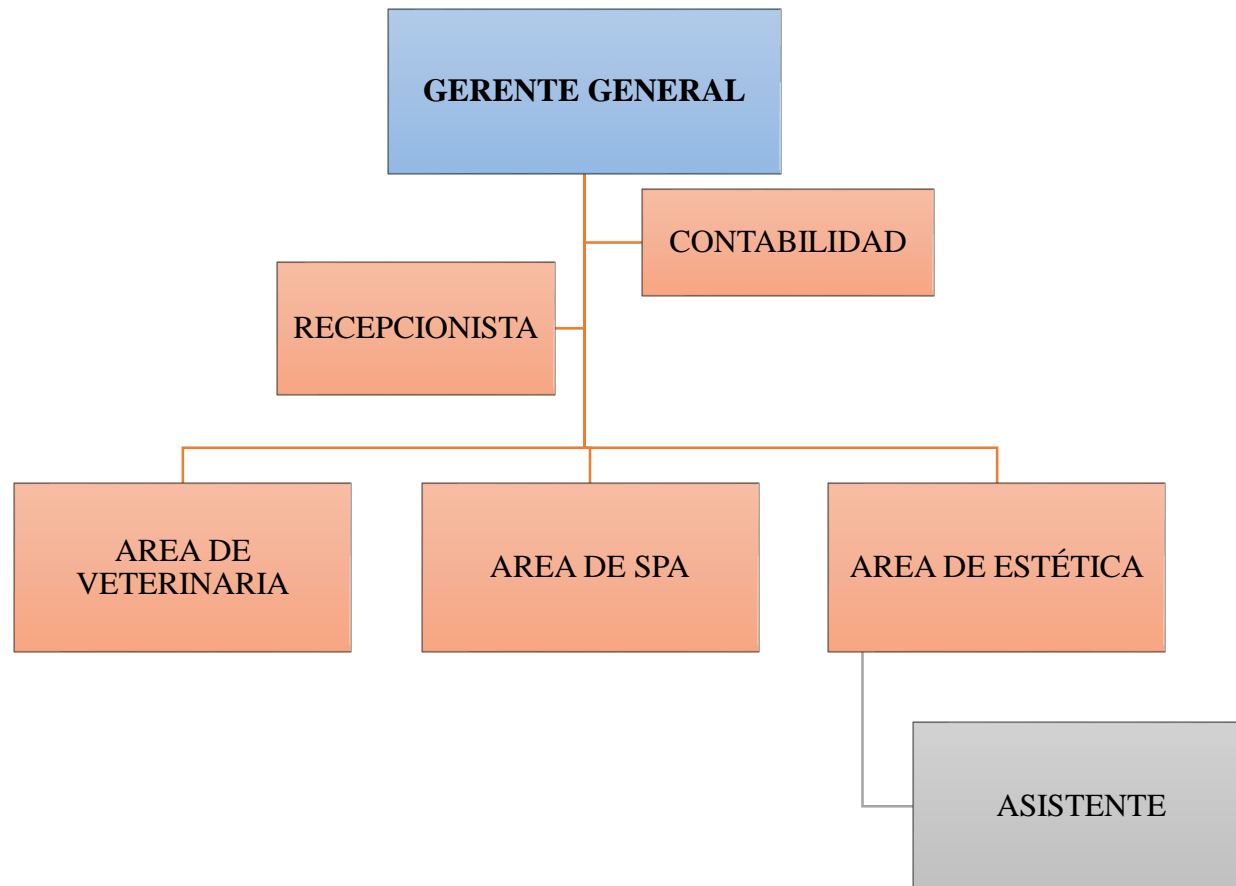 GERENTE GENERAL
CONTABILIDAD
RECEPCIONISTA
AREA DE
VETERINARIA
AREA DE SPA
AREA DE ESTÉTICA
ASISTENTE